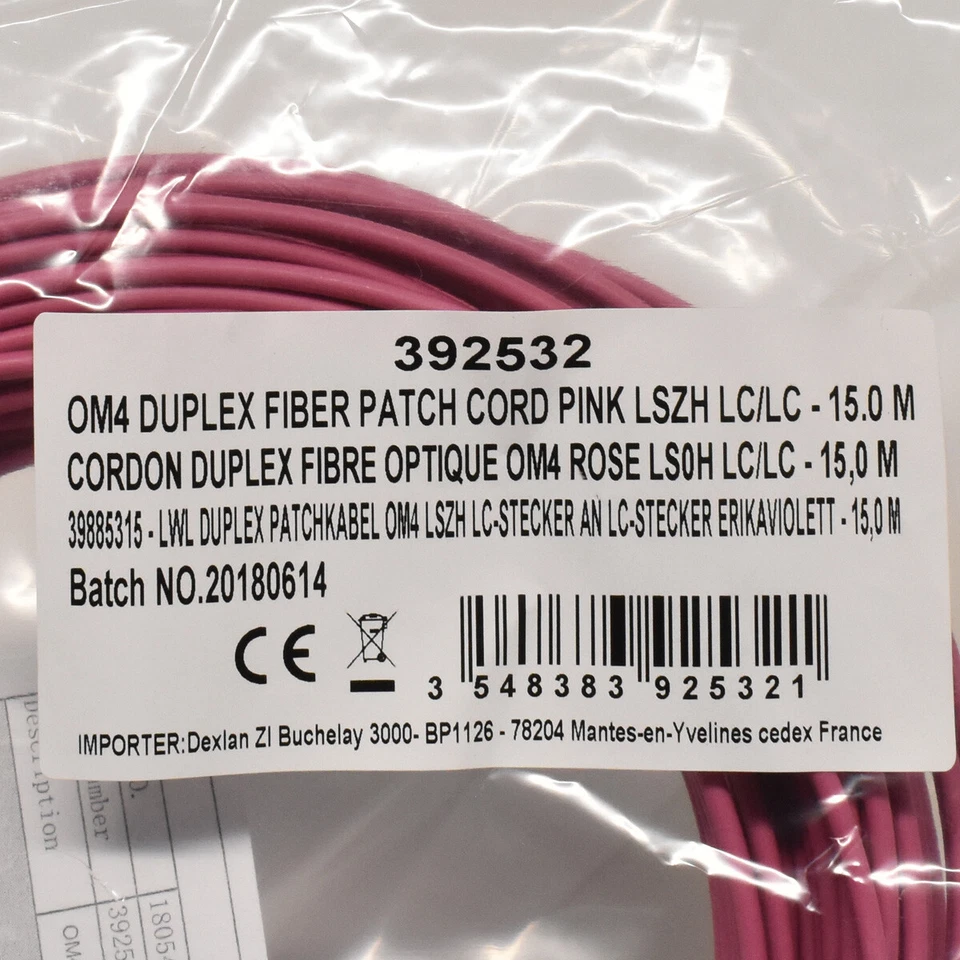 392532
OM4 DUPLEX FIBER PATCH CORD PINK LSZH LC/LC - 15.0 M
CORDON DUPLEX FIBRE OPTIQUE OM4 ROSE LS0H LC/LC - 15,0 M
39885315 - LWL DUPLEX PATCHKABEL OM4 LSZH LC-STECKER AN LC-STECKER ERIKAVIOLETT - 15,0 M
Batch NO.20180614
CE
3 548383 925321
IMPORTER:Dexlan ZI Buchelay 3000- BP1126 - 78204 Mantes-en-Yvelines cedex France
Description